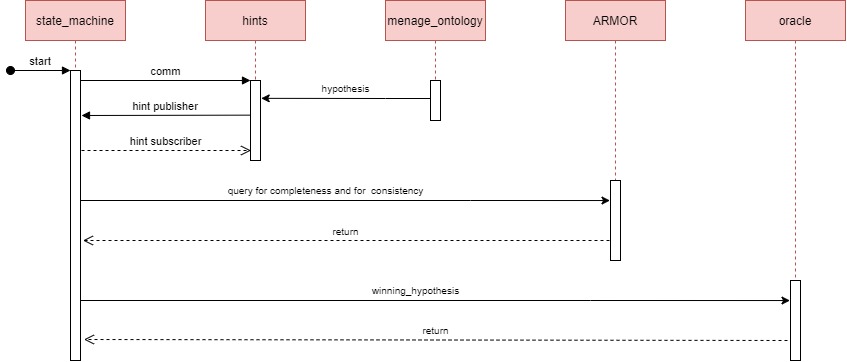 state_machine
hints
menage_ontology
ARMOR
oracle
start
comm
hypothesis
hint publisher
hint subscriber
query for completeness and for consistency
return
winning_hypothesis
return